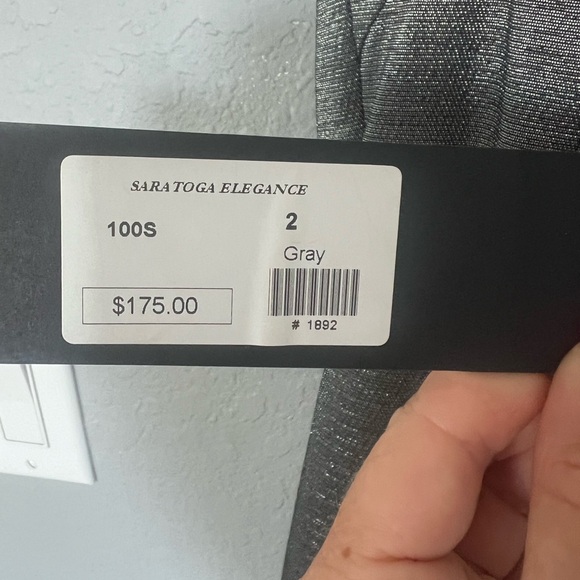 SARATOGA ELEGANCE
100S
2
Gray
$175.00
# 1892